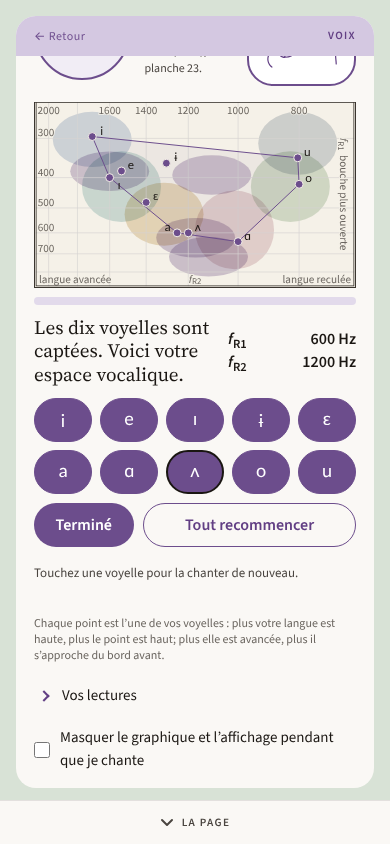 ← Retour
VOIX
planche 23.
2000 1600 1400 1200 1000 800
300
400
500
600
700
i
e
ɪ
ɨ
ɛ
a
ʌ
ɑ
o
u
fR1 bouche plus ouverte
langue avancée fR2 langue reculée
Les dix voyelles sont
captées. Voici votre
espace vocalique.
fR1 600 Hz
fR2 1200 Hz
i e ɪ ɨ ɛ
a ɑ ʌ o u
Terminé Tout recommencer
Touchez une voyelle pour la chanter de nouveau.
Chaque point est l’une de vos voyelles : plus votre langue est
haute, plus le point est haut; plus elle est avancée, plus il
s’approche du bord avant.
Vos lectures
Masquer le graphique et l’affichage pendant
que je chante
LA PAGE